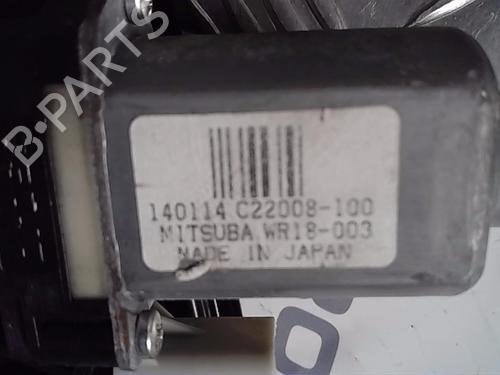 B-PARTS
140114 C22008-100
MITSUBA WR18-003
MADE IN JAPAN